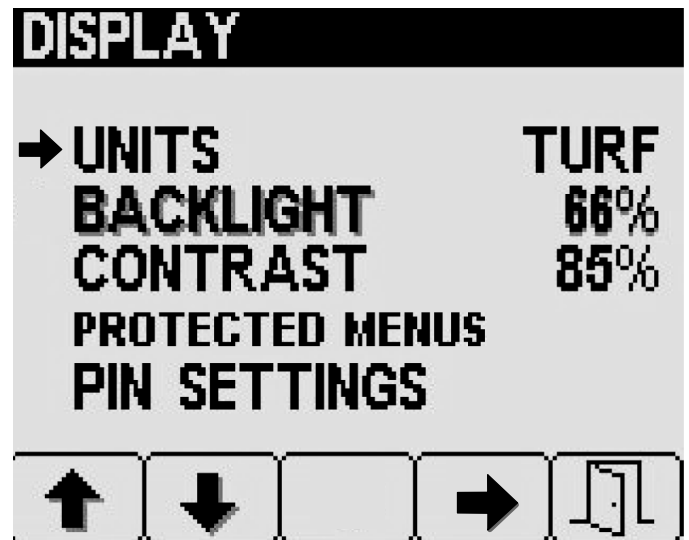 DISPLAY
UNITS TURF
BACKLIGHT 66%
CONTRAST 85%
PROTECTED MENUS
PIN SETTINGS